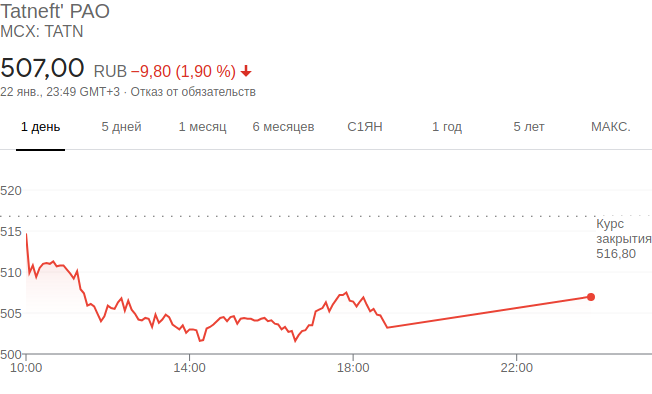 Tatneft' PAO
MCX: TATN
507,00 RUB −9,80 (1,90 %)
22 янв., 23:49 GMT+3 · Отказ от обязательств
1 день 5 дней 1 месяц 6 месяцев С1ЯН 1 год 5 лет МАКС.
520
515
510
505
500
Курс
закрытия
516,80
10:00 14:00 18:00 22:00